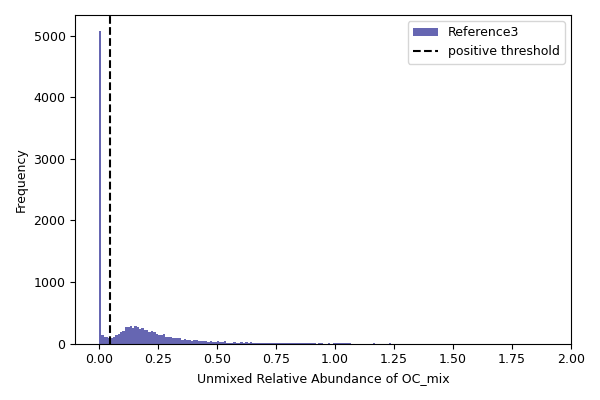 Reference3
positive threshold
5000
4000
3000
2000
1000
0
Frequency
0.00 0.25 0.50 0.75 1.00 1.25 1.50 1.75 2.00
Unmixed Relative Abundance of OC_mix